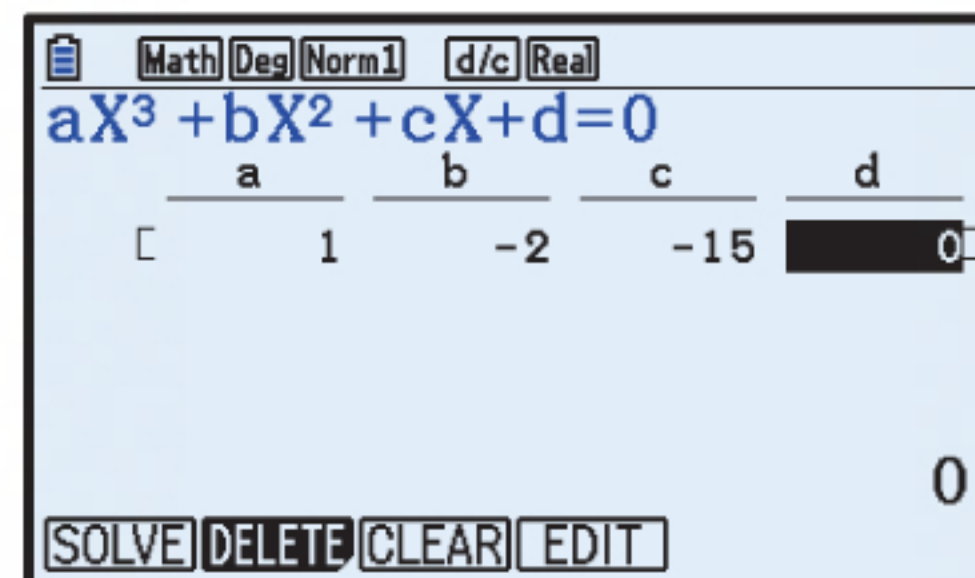 Math Deg Norm1 d/c Real
aX³ +bX² +cX+d=0
a b c d
[ 1 -2 -15 0]
0
SOLVE DELETE CLEAR EDIT